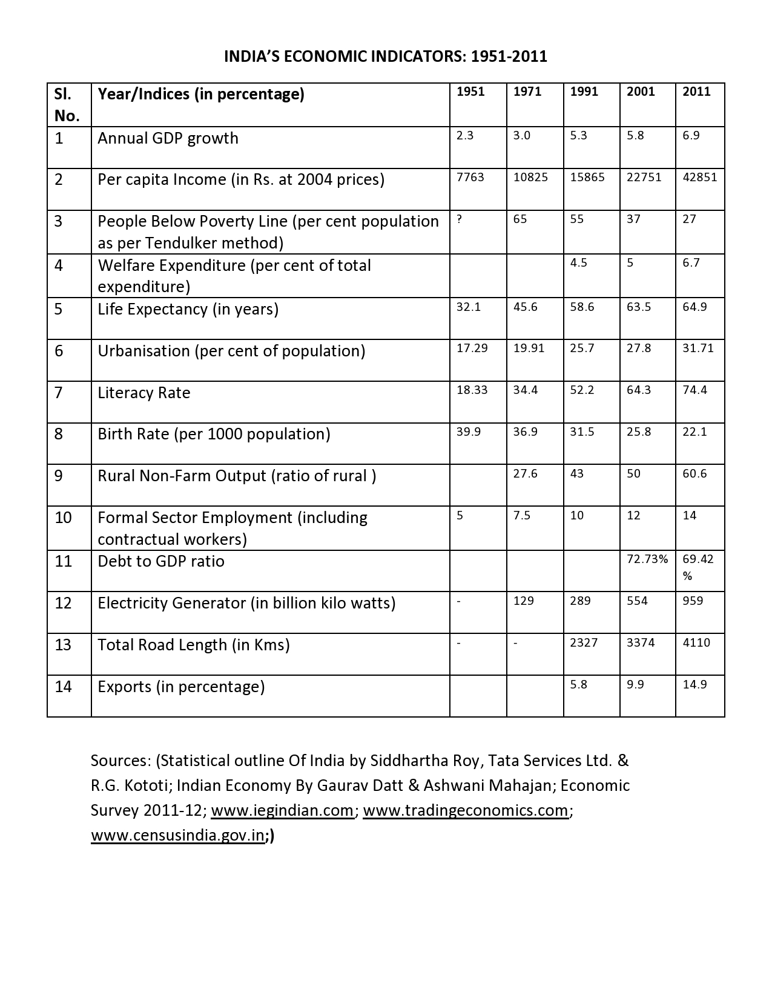 INDIA’S ECONOMIC INDICATORS: 1951-2011
Sl. No. Year/Indices (in percentage) 1951 1971 1991 2001 2011
1 Annual GDP growth 2.3 3.0 5.3 5.8 6.9
2 Per capita Income (in Rs. at 2004 prices) 7763 10825 15865 22751 42851
3 People Below Poverty Line (per cent population ? 65 55 37 27
as per Tendulker method)
4 Welfare Expenditure (per cent of total 4.5 5 6.7
expenditure)
5 Life Expectancy (in years) 32.1 45.6 58.6 63.5 64.9
6 Urbanisation (per cent of population) 17.29 19.91 25.7 27.8 31.71
7 Literacy Rate 18.33 34.4 52.2 64.3 74.4
8 Birth Rate (per 1000 population) 39.9 36.9 31.5 25.8 22.1
9 Rural Non-Farm Output (ratio of rural ) 27.6 43 50 60.6
10 Formal Sector Employment (including 5 7.5 10 12 14
contractual workers)
11 Debt to GDP ratio 72.73% 69.42
%
12 Electricity Generator (in billion kilo watts) - 129 289 554 959
13 Total Road Length (in Kms) - - 2327 3374 4110
14 Exports (in percentage) 5.8 9.9 14.9
Sources: (Statistical outline Of India by Siddhartha Roy, Tata Services Ltd. &
R.G. Kototi; Indian Economy By Gaurav Datt & Ashwani Mahajan; Economic
Survey 2011-12; www.iegindian.com; www.tradingeconomics.com;
www.censusindia.gov.in;)